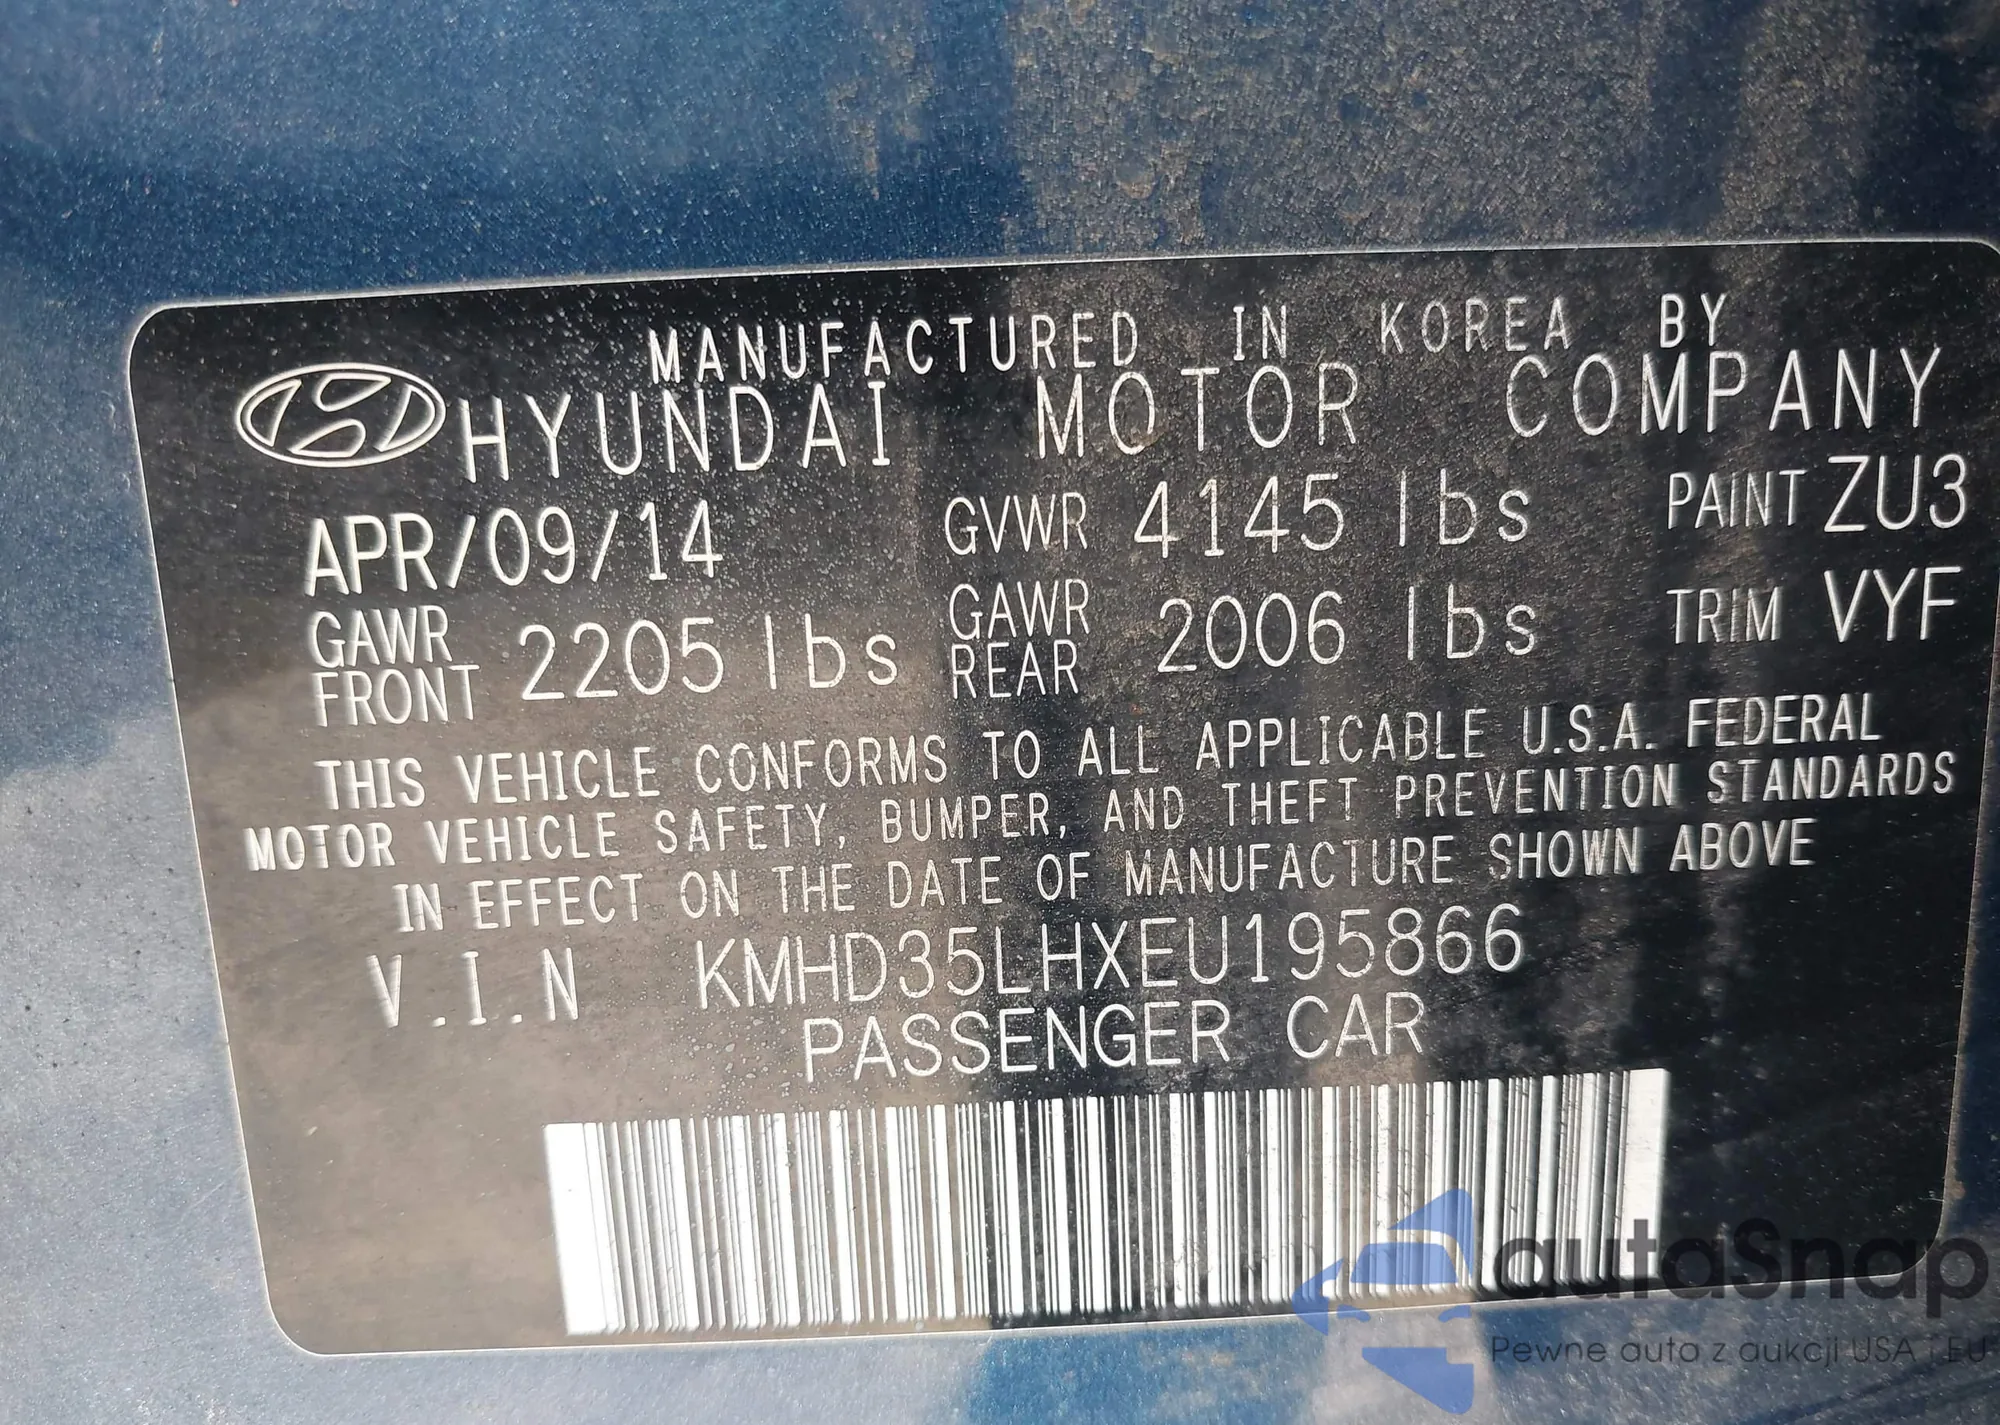 MANUFACTURED IN KOREA BY
HYUNDAI MOTOR COMPANY
APR/09/14 GVWR 4145 lbs PAINT ZU3
GAWR FRONT 2205 lbs GAWR REAR 2006 lbs TRIM VYF
THIS VEHICLE CONFORMS TO ALL APPLICABLE U.S.A. FEDERAL
MOTOR VEHICLE SAFETY, BUMPER, AND THEFT PREVENTION STANDARDS
IN EFFECT ON THE DATE OF MANUFACTURE SHOWN ABOVE
V.I.N KMHD35LHXEU195866
PASSENGER CAR
autaSnap
Pewne auta z aukcji USA i EU